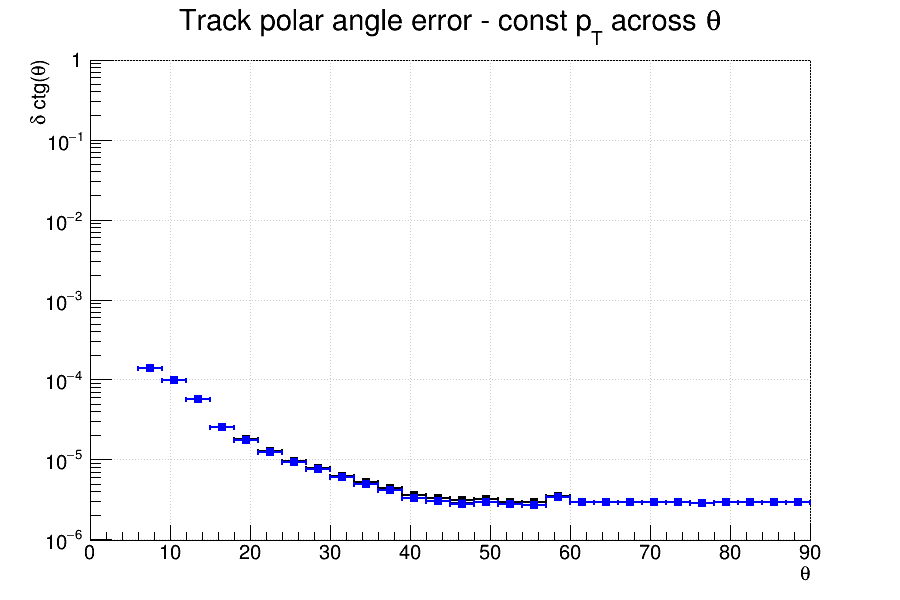 Track polar angle error - const p_T across θ
δ ctg(θ)
1
10⁻¹
10⁻²
10⁻³
10⁻⁴
10⁻⁵
10⁻⁶
0 10 20 30 40 50 60 70 80 90
θ